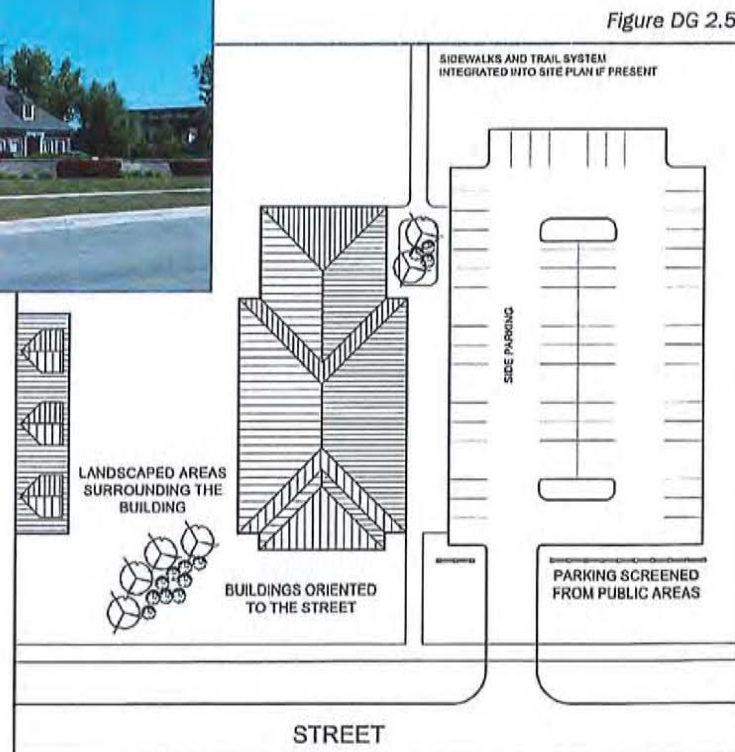 Figure DG 2.5
SIDEWALKS AND TRAIL SYSTEM
INTEGRATED INTO SITE PLAN IF PRESENT
SIDE PARKING
LANDSCAPED AREAS
SURROUNDING THE
BUILDING
BUILDINGS ORIENTED
TO THE STREET
PARKING SCREENED
FROM PUBLIC AREAS
STREET